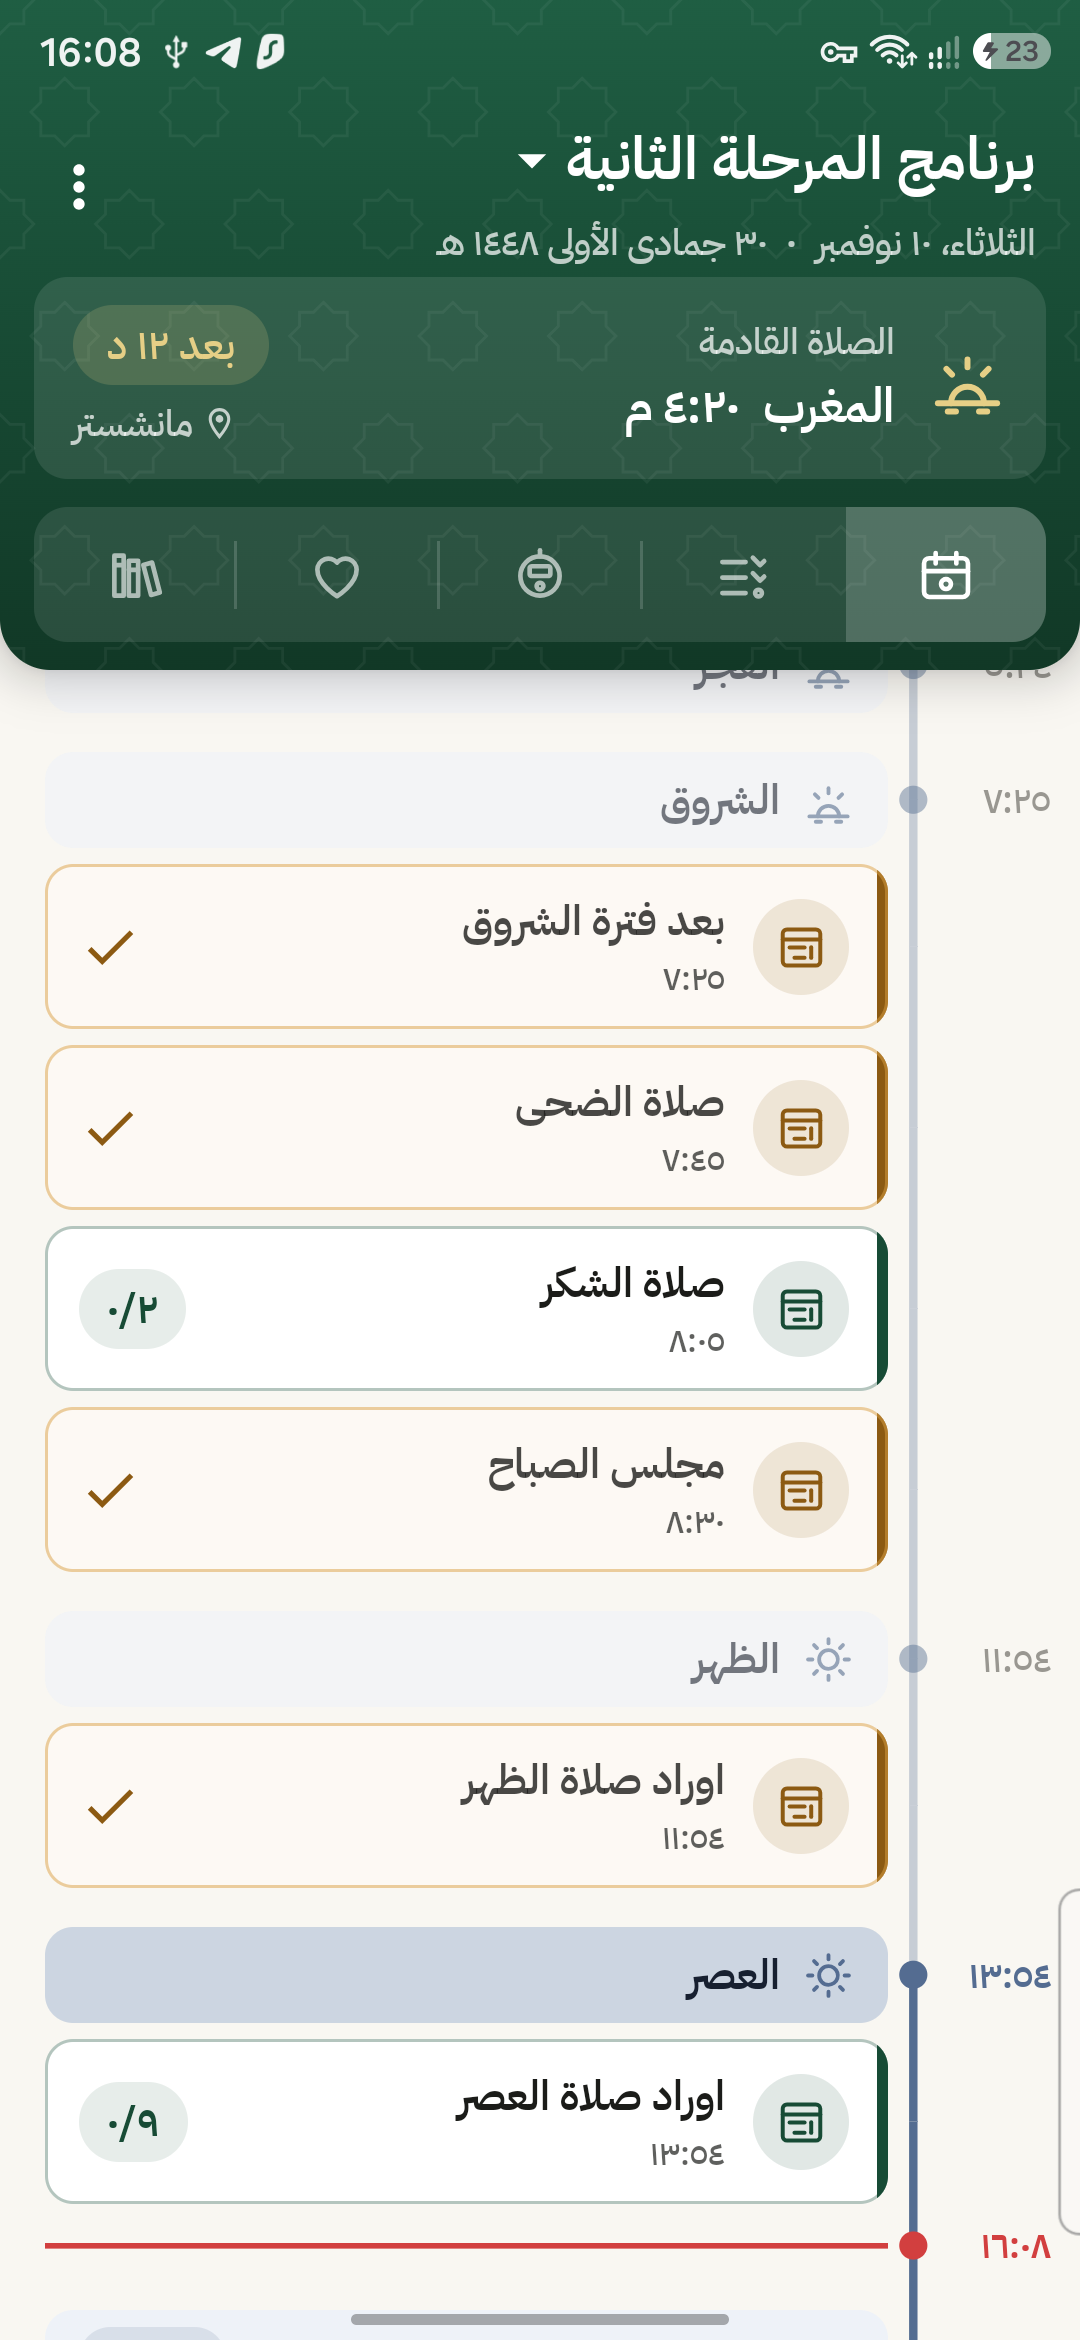 16:08
23
برنامج المرحلة الثانية
الثلاثاء، ١٠ نوفمبر · ٣٠ جمادى الأولى ١٤٤٨ هـ
الصلاة القادمة
المغرب ٤:٢٠ م
بعد ١٢ د
مانشستر
الفجر
الشروق
٧:٢٥
بعد فترة الشروق
٧:٢٥
صلاة الضحى
٧:٤٥
صلاة الشكر
٨:٠٥
٠/٢
مجلس الصباح
٨:٣٠
الظهر
١١:٥٤
اوراد صلاة الظهر
١١:٥٤
العصر
١٣:٥٤
اوراد صلاة العصر
١٣:٥٤
٠/٩
١٦:٠٨